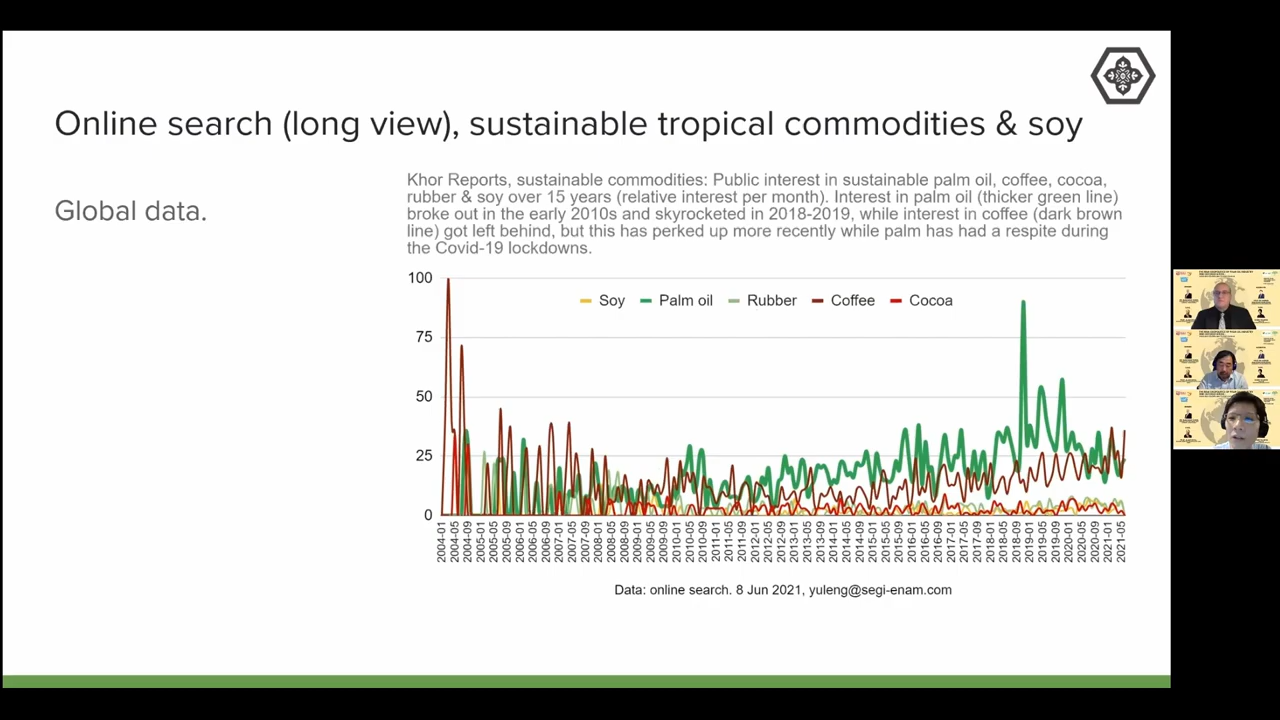 Online search (long view), sustainable tropical commodities & soy
Global data.
Khor Reports, sustainable commodities: Public interest in sustainable palm oil, coffee, cocoa,
rubber & soy over 15 years (relative interest per month). Interest in palm oil (thicker green line)
broke out in the early 2010s and skyrocketed in 2018-2019, while interest in coffee (dark brown
line) got left behind, but this has perked up more recently while palm has had a respite during
the Covid-19 lockdowns.
100
75
50
25
0
Soy Palm oil Rubber Coffee Cocoa
2004-01 2004-05 2004-09 2005-01 2005-05 2005-09 2006-01 2006-05 2006-09 2007-01 2007-05 2007-09 2008-01 2008-05 2008-09 2009-01 2009-05 2009-09 2010-01 2010-05 2010-09 2011-01 2011-05 2011-09 2012-01 2012-05 2012-09 2013-01 2013-05 2013-09 2014-01 2014-05 2014-09 2015-01 2015-05 2015-09 2016-01 2016-05 2016-09 2017-01 2017-05 2017-09 2018-01 2018-05 2018-09 2019-01 2019-05 2019-09 2020-01 2020-05 2020-09 2021-01 2021-05
Data: online search. 8 Jun 2021, yuleng@segi-enam.com